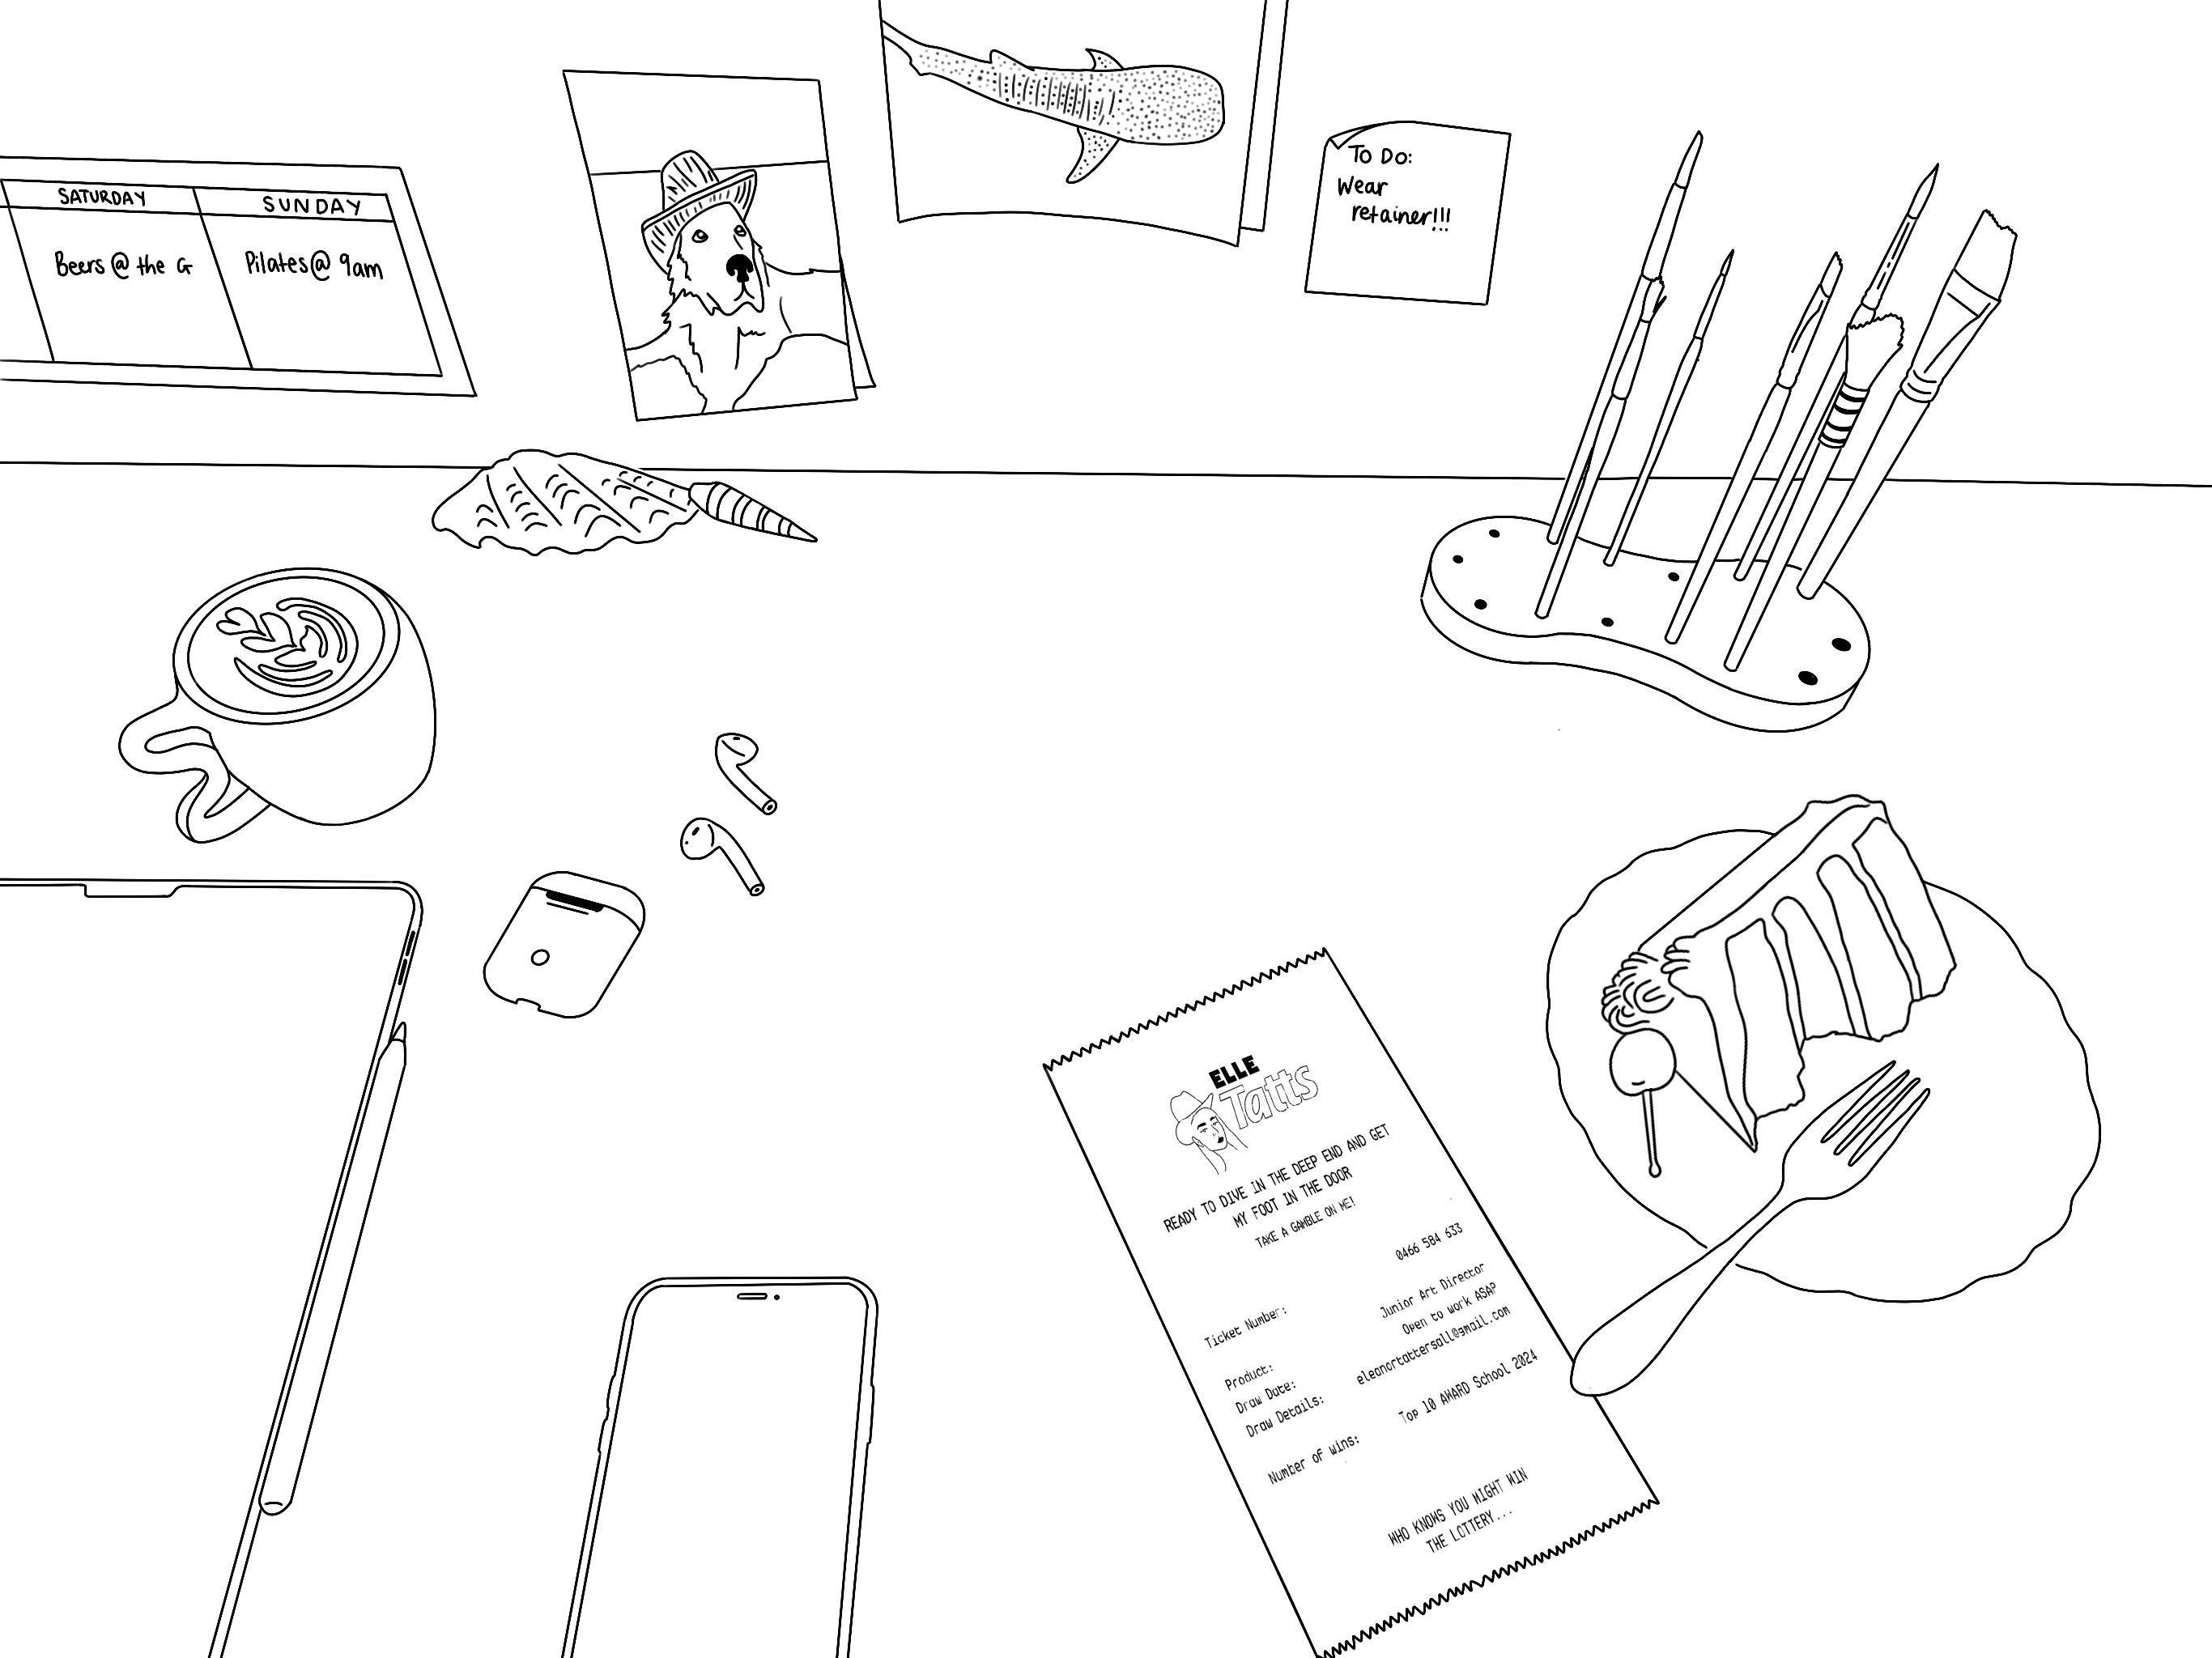 SATURDAY
SUNDAY
Beers @ the G
Pilates @ 9am
To Do:
Wear
retainer!!!
ELLE
Tatts
READY TO DIVE IN THE DEEP END AND GET
MY FOOT IN THE DOOR
TAKE A GAMBLE ON ME!
Ticket Number: 0466 584 633
Product: Junior Art Director
Draw Date: Open to work ASAP
Draw Details: eleanortattersall@gmail.com
Number of wins: Top 10 AWARD School 2024
WHO KNOWS YOU MIGHT WIN
THE LOTTERY...